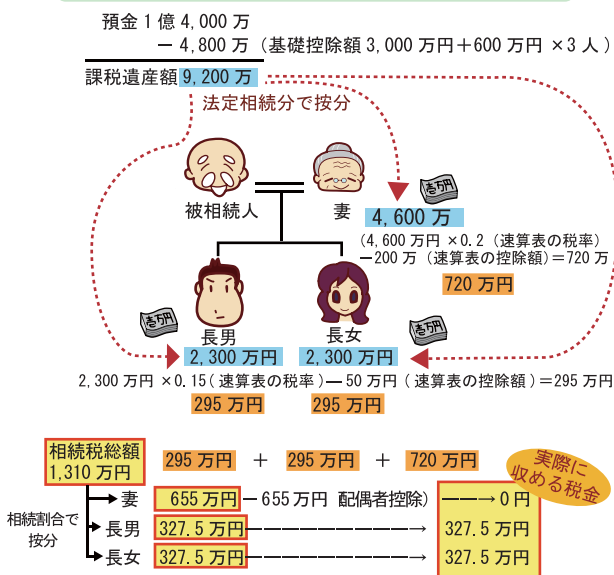 預金1億4,000万
− 4,800万（基礎控除額3,000万円＋600万円×3人）
課税遺産額 9,200万
法定相続分で按分
被相続人 妻
壱万円
4,600万
（4,600万円×0.2（速算表の税率）
−200万（速算表の控除額）＝720万
720万円
長男 長女
壱万円 壱万円
2,300万円 2,300万円
2,300万円×0.15（速算表の税率）−50万円（速算表の控除額）＝295万円
295万円 295万円
相続税総額
1,310万円
295万円 ＋ 295万円 ＋ 720万円
実際に
収める税金
相続割合で
按分
妻 655万円 −655万円 配偶者控除） → 0円
長男 327.5万円 → 327.5万円
長女 327.5万円 → 327.5万円